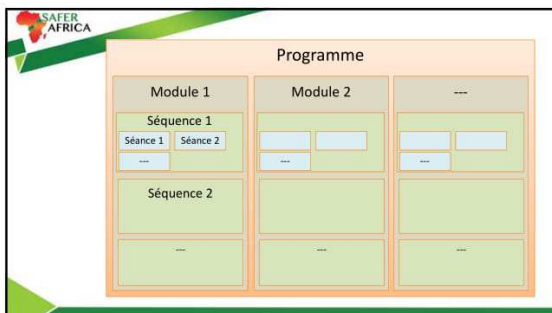 SAFER
AFRICA
Programme
Module 1
Module 2
---
Séquence 1
Séance 1
Séance 2
---
---
---
Séquence 2
---
---
---